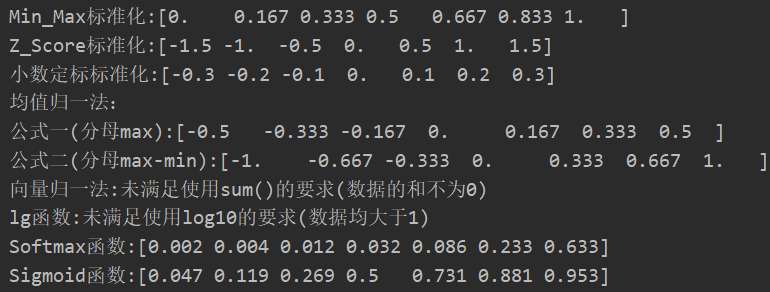 Min_Max标准化:[0.    0.167 0.333 0.5   0.667 0.833 1.   ]
Z_Score标准化:[-1.5 -1.  -0.5  0.   0.5  1.   1.5]
小数定标标准化:[-0.3 -0.2 -0.1  0.   0.1  0.2  0.3]
均值归一法:
公式一(分母max):[-0.5   -0.333 -0.167  0.     0.167  0.333  0.5  ]
公式二(分母max-min):[-1.    -0.667 -0.333  0.     0.333  0.667  1.   ]
向量归一法:未满足使用sum()的要求(数据的和不为0)
lg函数:未满足使用log10的要求(数据均大于1)
Softmax函数:[0.002 0.004 0.012 0.032 0.086 0.233 0.633]
Sigmoid函数:[0.047 0.119 0.269 0.5   0.731 0.881 0.953]